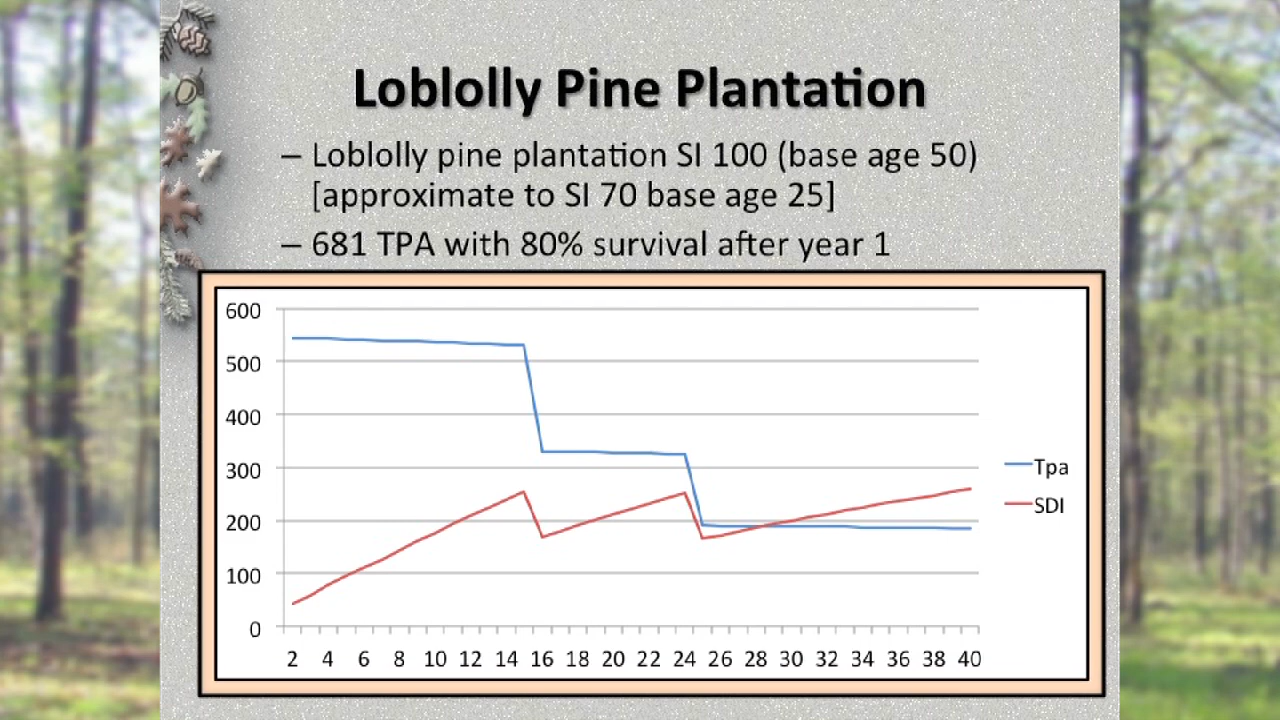 Loblolly Pine Plantation
– Loblolly pine plantation SI 100 (base age 50)
[approximate to SI 70 base age 25]
– 681 TPA with 80% survival after year 1
600
500
400
300
200
100
0
Tpa
SDI
2 4 6 8 10 12 14 16 18 20 22 24 26 28 30 32 34 36 38 40